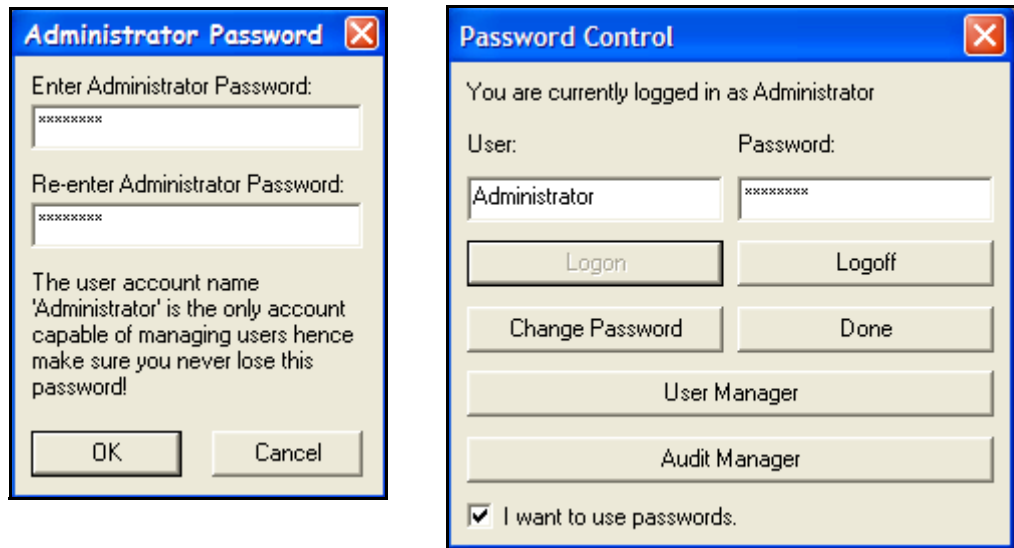 Administrator Password
Enter Administrator Password:
********
Re-enter Administrator Password:
********
The user account name
'Administrator' is the only account
capable of managing users hence
make sure you never lose this
password!
OK Cancel
Password Control
You are currently logged in as Administrator
User: Password:
Administrator ********
Logon Logoff
Change Password Done
User Manager
Audit Manager
I want to use passwords.